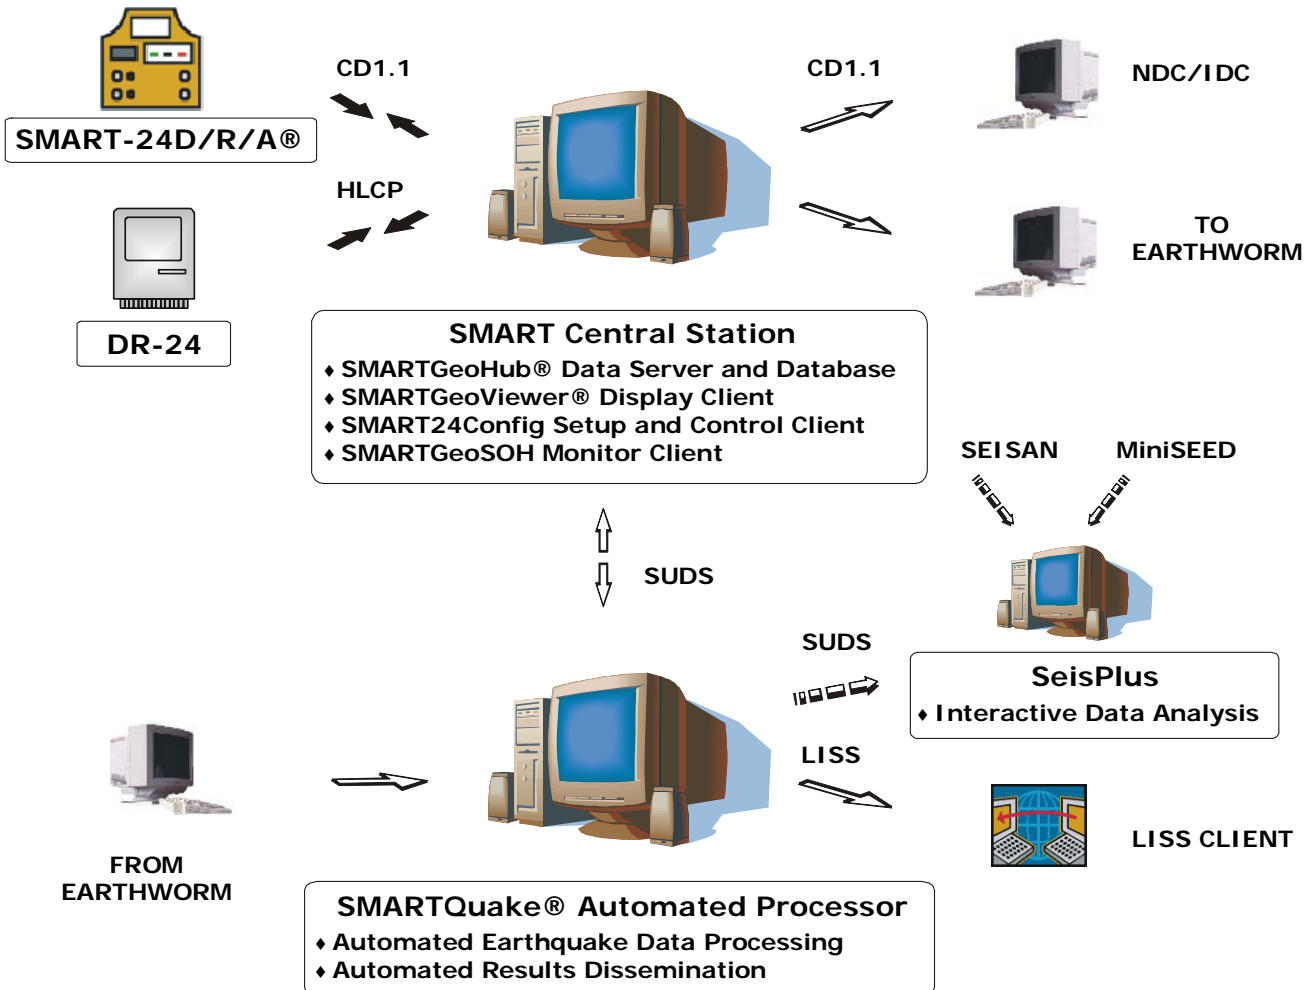 CD1.1
CD1.1
NDC/IDC
SMART-24D/R/A®
HLCP
TO
EARTHWORM
DR-24
SMART Central Station
♦ SMARTGeoHub® Data Server and Database
♦ SMARTGeoViewer® Display Client
♦ SMART24Config Setup and Control Client
♦ SMARTGeoSOH Monitor Client
SEISAN
MiniSEED
SUDS
SUDS
SeisPlus
♦ Interactive Data Analysis
LISS
LISS CLIENT
FROM
EARTHWORM
SMARTQuake® Automated Processor
♦ Automated Earthquake Data Processing
♦ Automated Results Dissemination